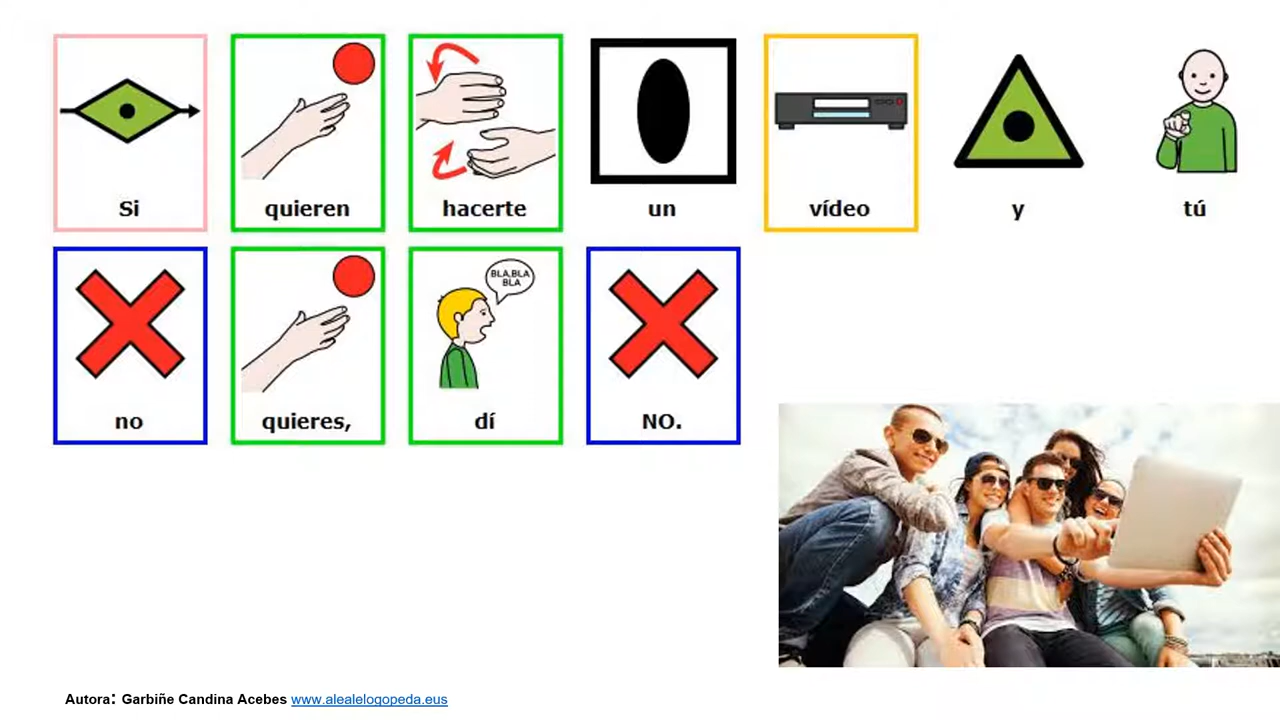 Si quieren hacerte un vídeo y tú
BLA,BLA
BLA
no quieres, dí NO.
Autora: Garbiñe Candina Acebes www.alealelogopeda.eus